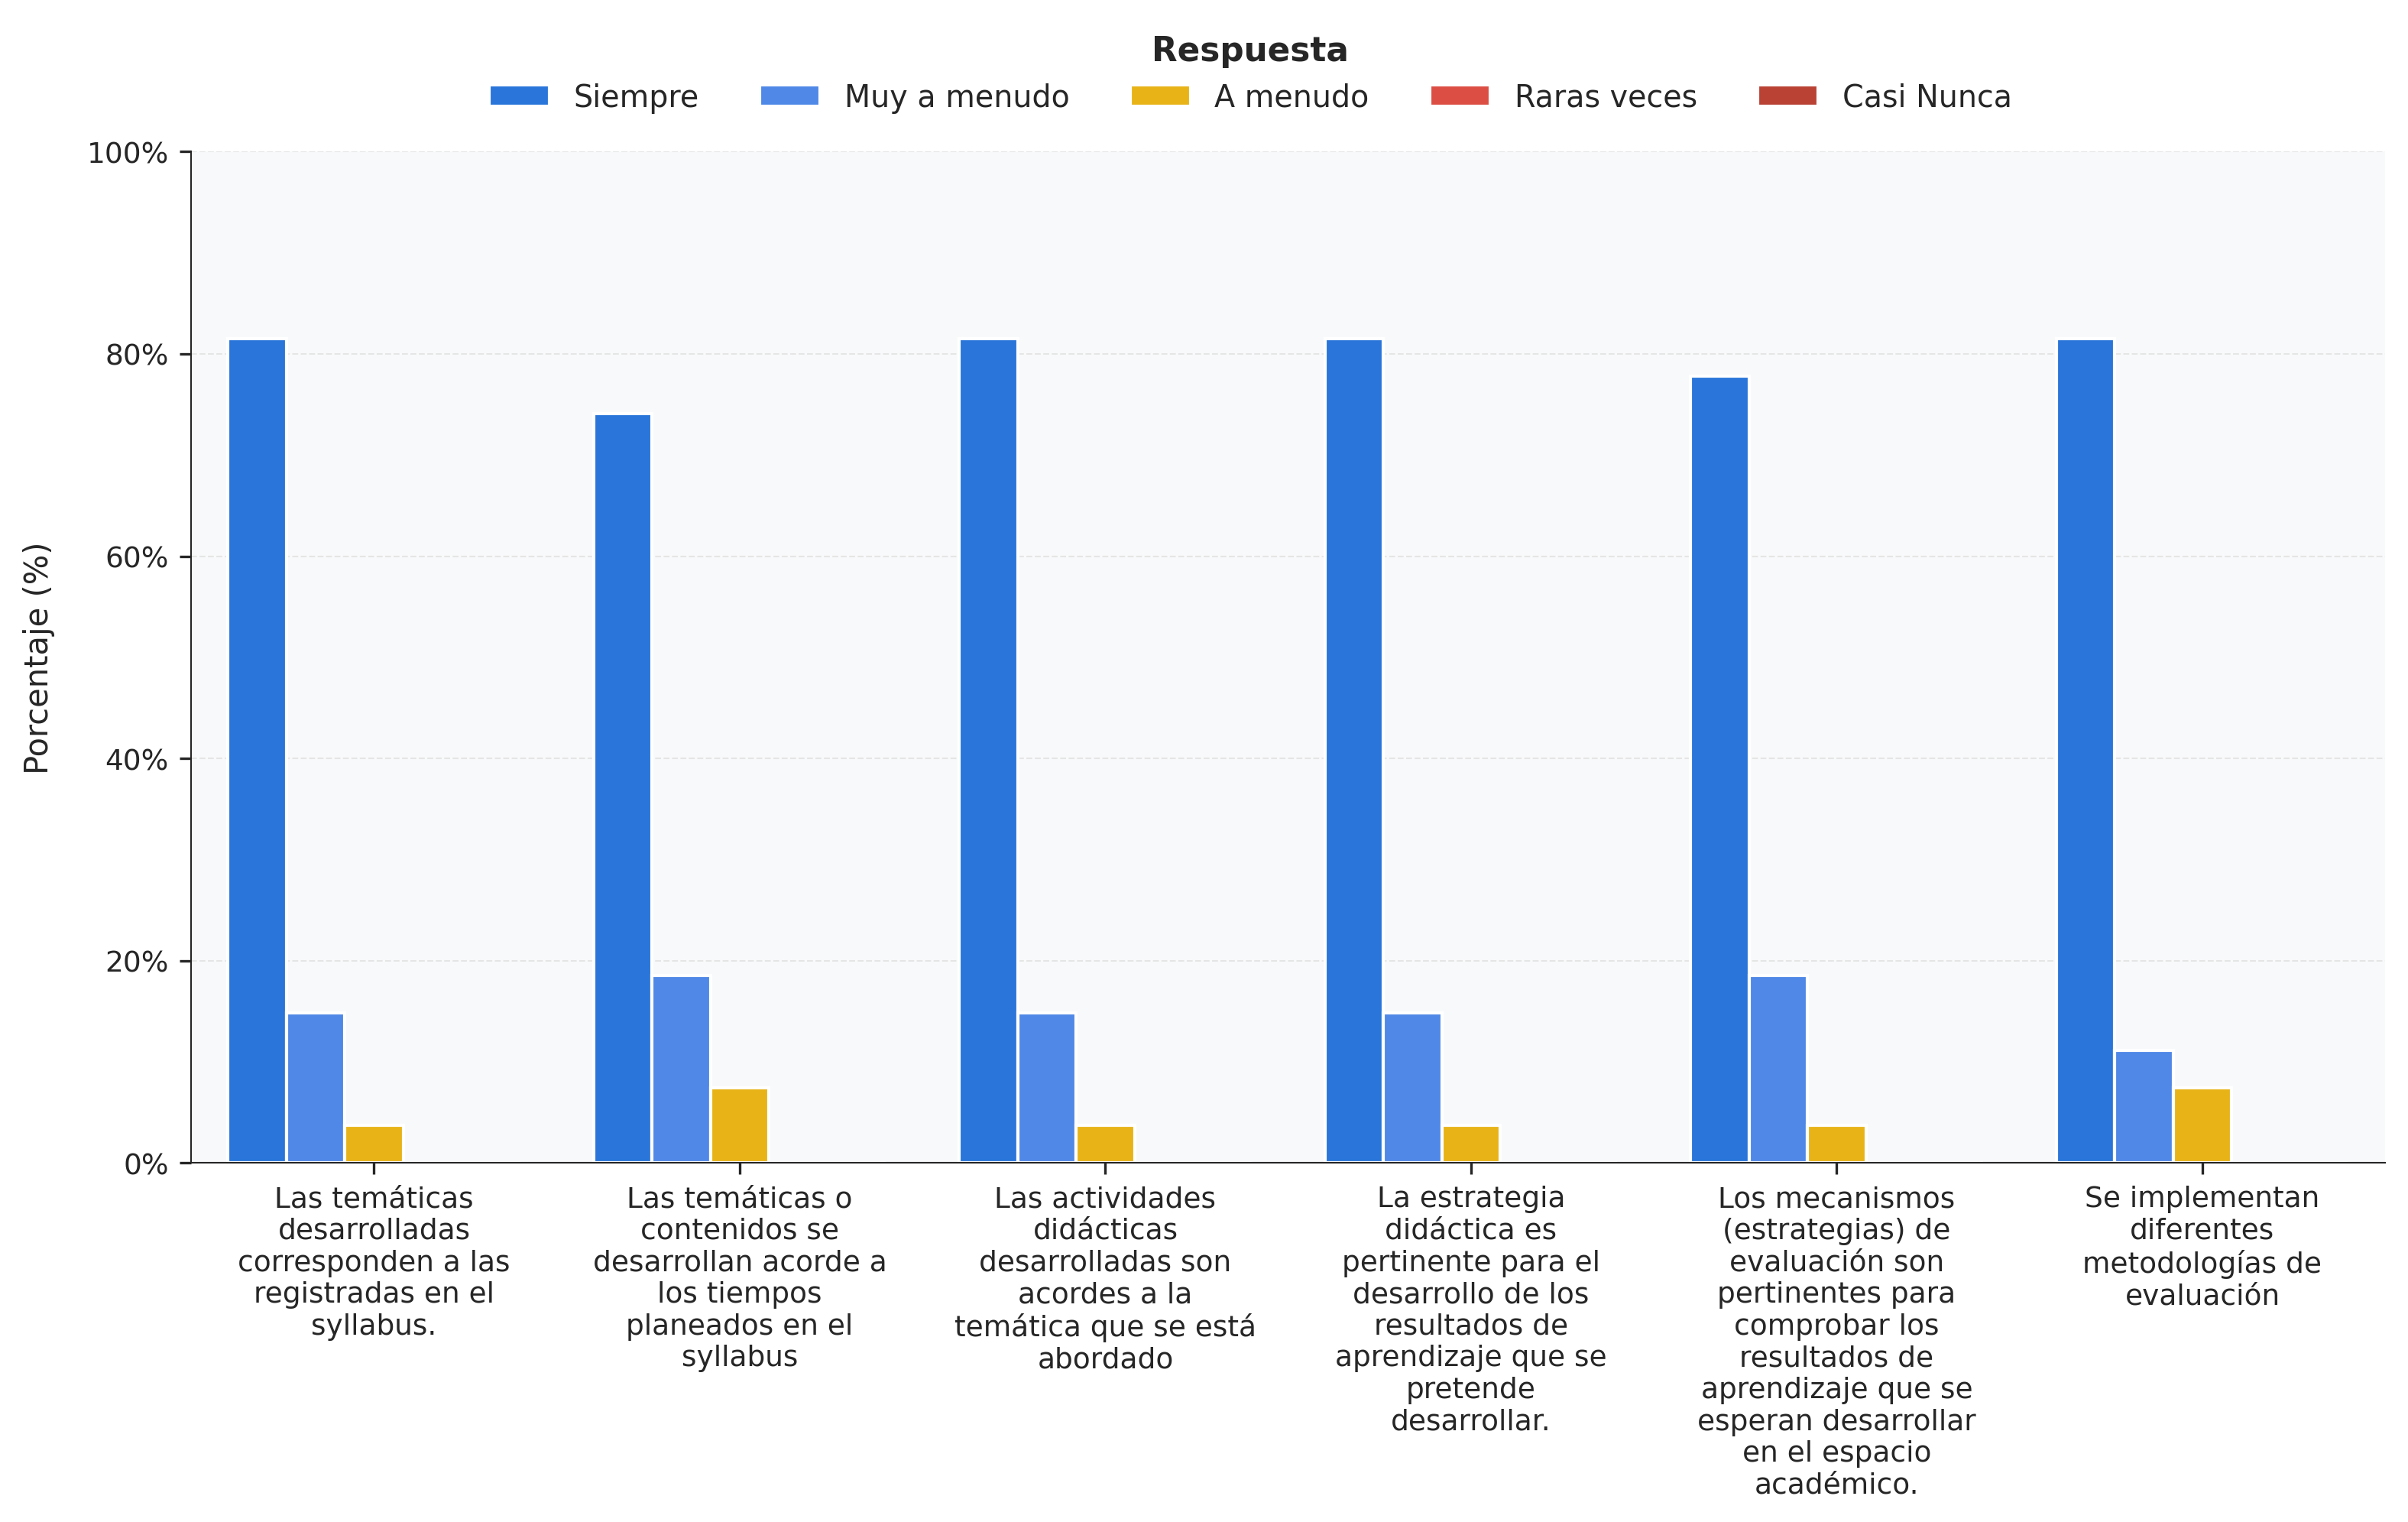 Respuesta
Siempre
Muy a menudo
A menudo
Raras veces
Casi Nunca
Porcentaje (%)
100%
80%
60%
40%
20%
0%
Las temáticas
desarrolladas
corresponden a las
registradas en el
syllabus.
Las temáticas o
contenidos se
desarrollan acorde a
los tiempos
planeados en el
syllabus
Las actividades
didácticas
desarrolladas son
acordes a la
temática que se está
abordado
La estrategia
didáctica es
pertinente para el
desarrollo de los
resultados de
aprendizaje que se
pretende
desarrollar.
Los mecanismos
(estrategias) de
evaluación son
pertinentes para
comprobar los
resultados de
aprendizaje que se
esperan desarrollar
en el espacio
académico.
Se implementan
diferentes
metodologías de
evaluación